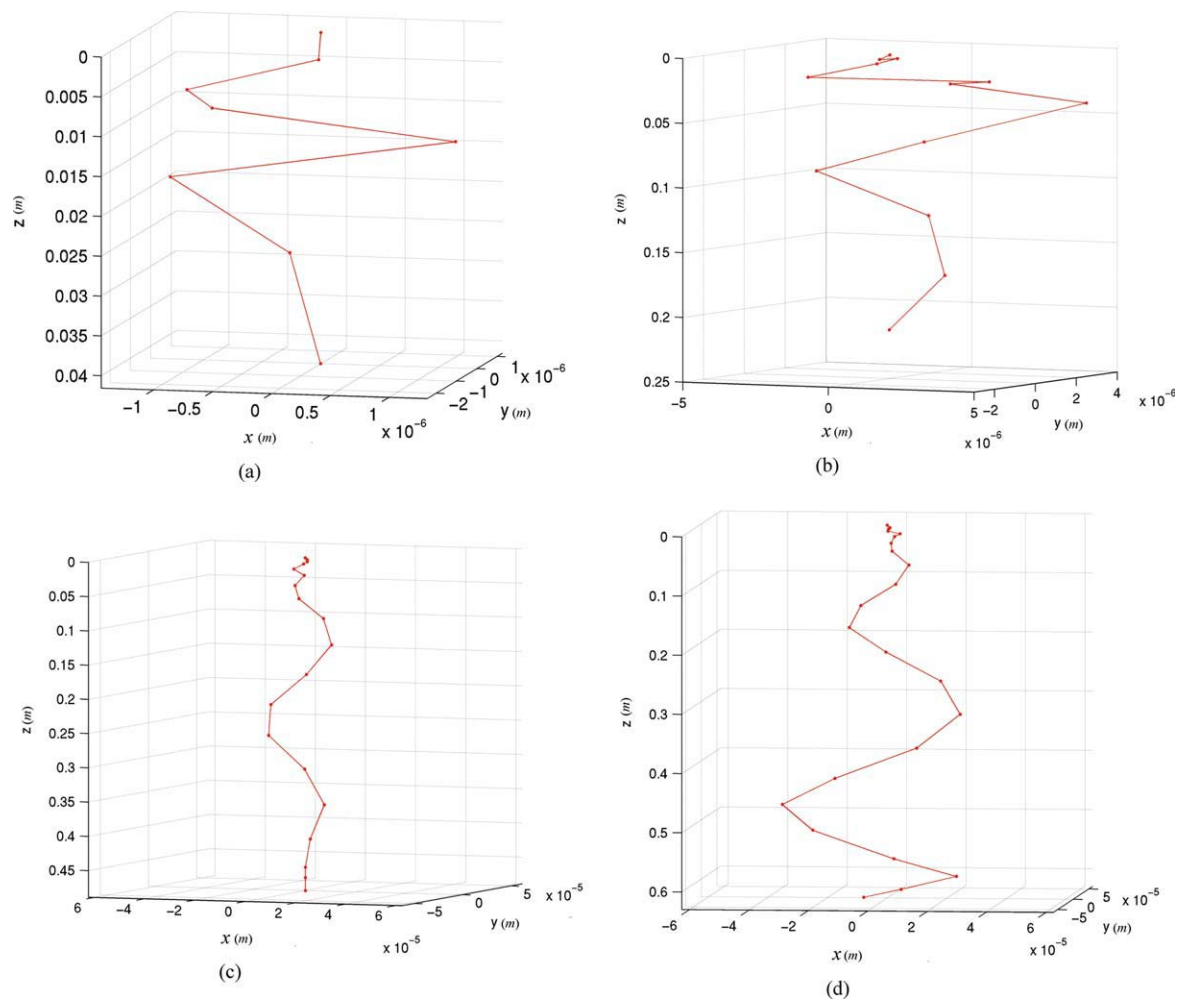 0
0.005
0.01
0.015
0.02
0.025
0.03
0.035
0.04
z (m)
−1
−0.5
0
0.5
1
x 10⁻⁶
x (m)
−2
−1
0
1
x 10⁻⁶
y (m)
(a)
0
0.05
0.1
0.15
0.2
0.25
z (m)
−5
0
5
x 10⁻⁶
x (m)
−2
0
2
4
x 10⁻⁶
y (m)
(b)
0
0.05
0.1
0.15
0.2
0.25
0.3
0.35
0.4
0.45
z (m)
6
−4
−2
0
2
4
6
x 10⁻⁵
x (m)
−5
0
5
x 10⁻⁵
y (m)
(c)
0
0.1
0.2
0.3
0.4
0.5
0.6
z (m)
−6
−4
−2
0
2
4
6
x 10⁻⁵
x (m)
−5
0
5
x 10⁻⁵
y (m)
(d)